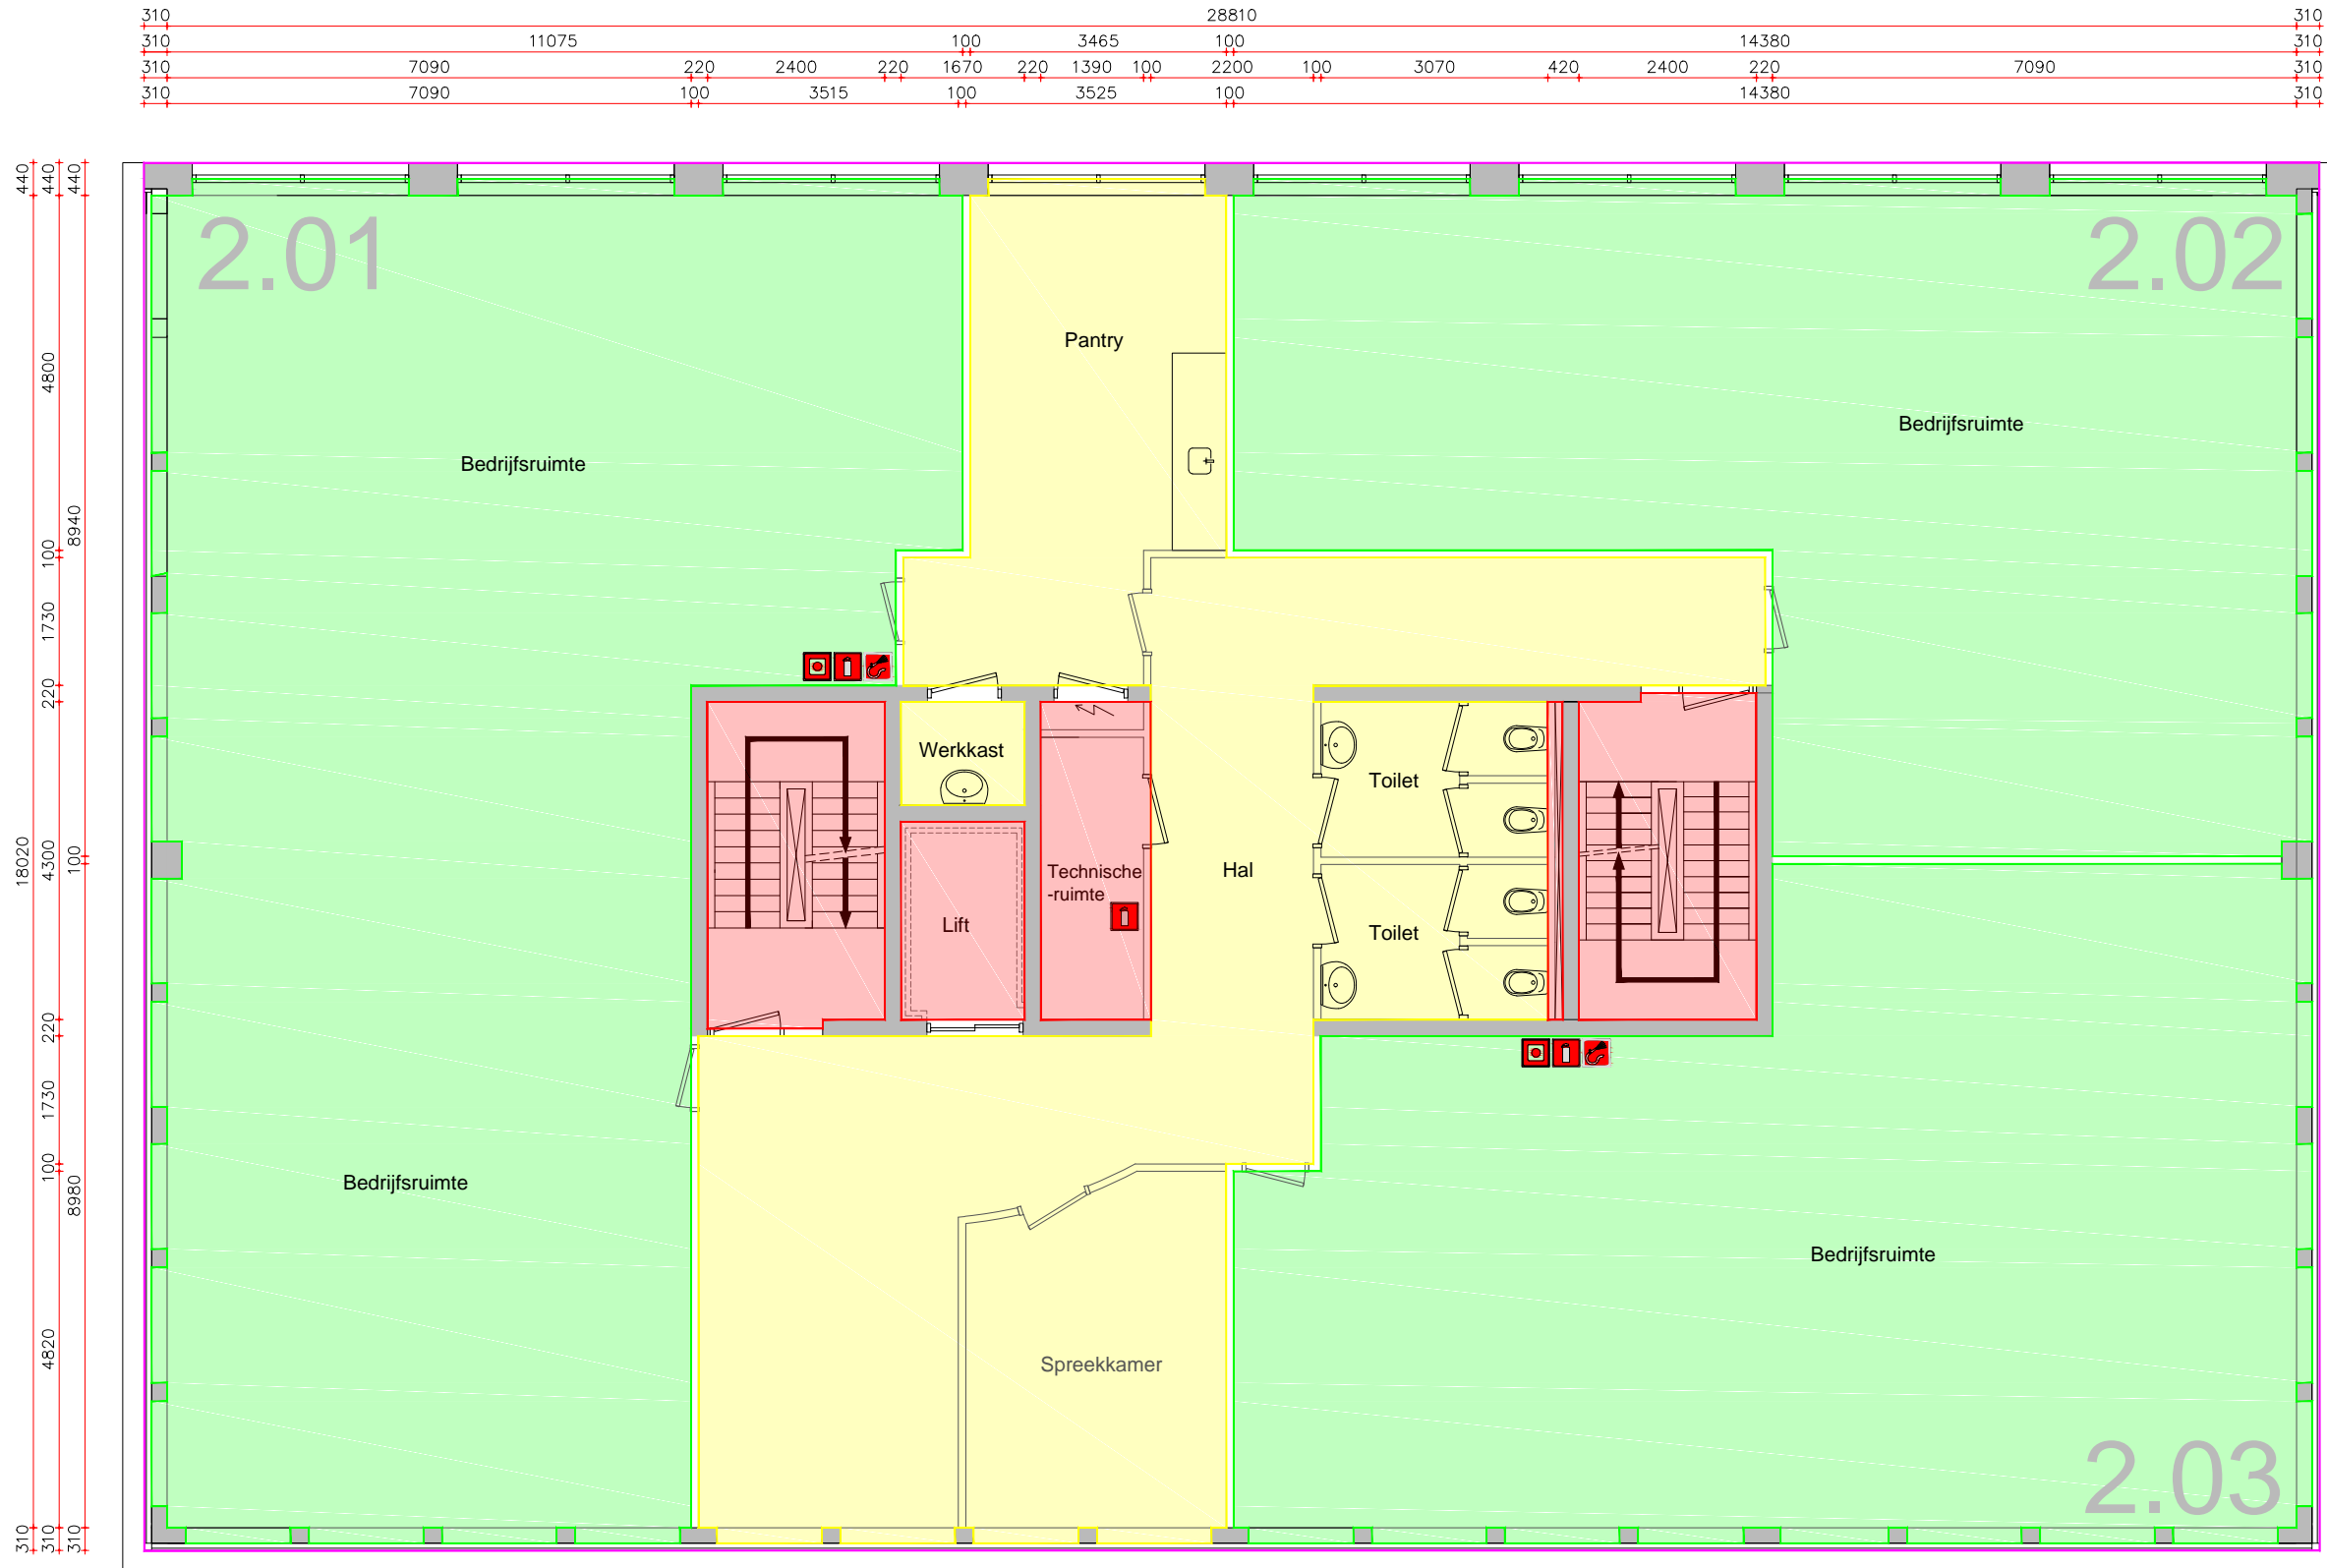 310 28810 310
310 11075 100 3465 100 14380 310
310 7090 220 2400 220 1670 220 1390 100 2200 100 3070 420 2400 220 7090 310
310 7090 100 3515 100 3525 100 14380 310
440 18020 310
440 4800 100 1730 220 4300 220 1730 100 4820 310
440 8940 100 8980 310
2.01
2.02
Pantry
Bedrijfsruimte
Bedrijfsruimte
Werkkast
Toilet
Technische
-ruimte
Hal
Lift
Toilet
Bedrijfsruimte
Bedrijfsruimte
Spreekkamer
2.03